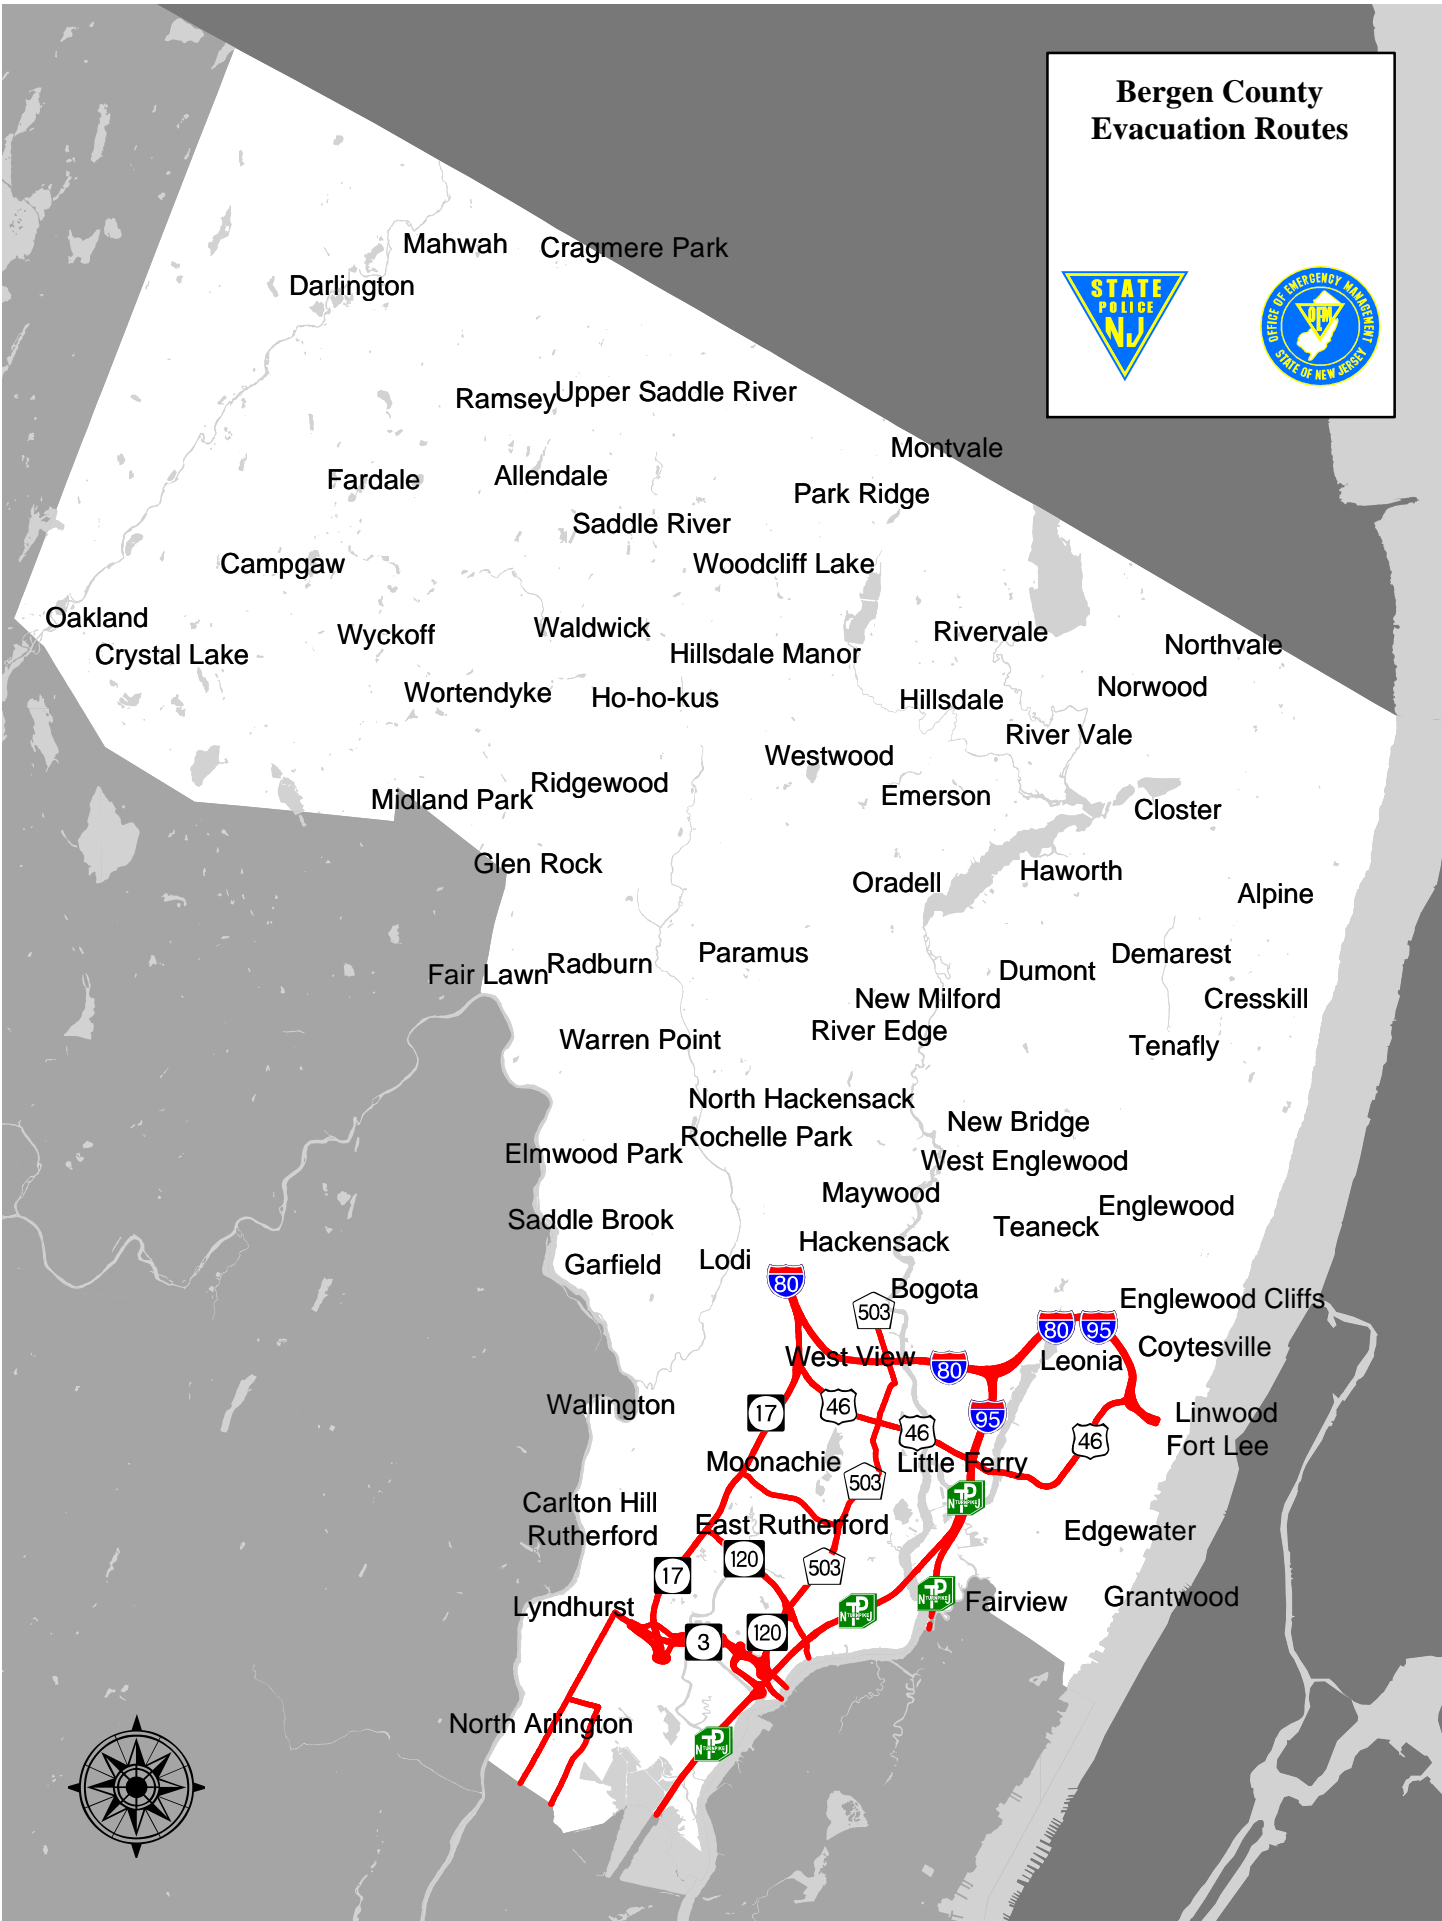 Bergen County
Evacuation Routes
STATE
POLICE
NJ
OFFICE OF EMERGENCY MANAGEMENT
OEM
STATE OF NEW JERSEY
Mahwah
Cragmere Park
Darlington
Ramsey
Upper Saddle River
Montvale
Fardale
Allendale
Park Ridge
Saddle River
Campgaw
Woodcliff Lake
Oakland
Wyckoff
Waldwick
Rivervale
Northvale
Crystal Lake
Hillsdale Manor
Wortendyke
Ho-ho-kus
Hillsdale
Norwood
River Vale
Westwood
Ridgewood
Midland Park
Emerson
Closter
Glen Rock
Oradell
Haworth
Alpine
Fair Lawn
Radburn
Paramus
Dumont
Demarest
New Milford
Cresskill
Warren Point
River Edge
Tenafly
North Hackensack
New Bridge
Rochelle Park
Elmwood Park
West Englewood
Maywood
Englewood
Saddle Brook
Teaneck
Hackensack
Garfield
Lodi
80
Bogota
503
Englewood Cliffs
80
95
West View
80
Leonia
Coytesville
Wallington
17
46
95
Linwood
46
46
Fort Lee
Moonachie
503
Little Ferry
P
N TURNPIKE J
Carlton Hill
East Rutherford
Rutherford
Edgewater
120
503
17
P
N TURNPIKE J
P
N TURNPIKE J
Fairview
Grantwood
Lyndhurst
3
120
North Arlington
P
N TURNPIKE J